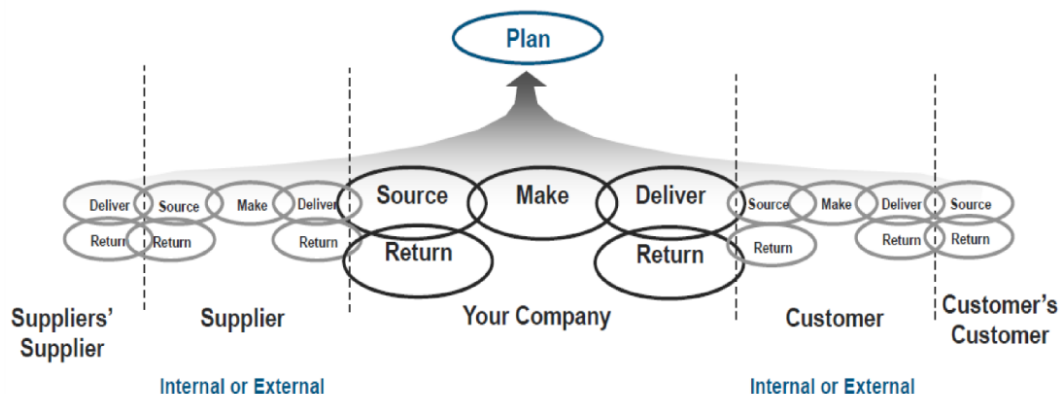 Plan
Deliver Source Make Deliver Source Make Deliver Source Make Deliver Source
Return Return Return Return Return Return Return Return
Suppliers'
Supplier
Supplier
Your Company
Customer
Customer's
Customer
Internal or External
Internal or External